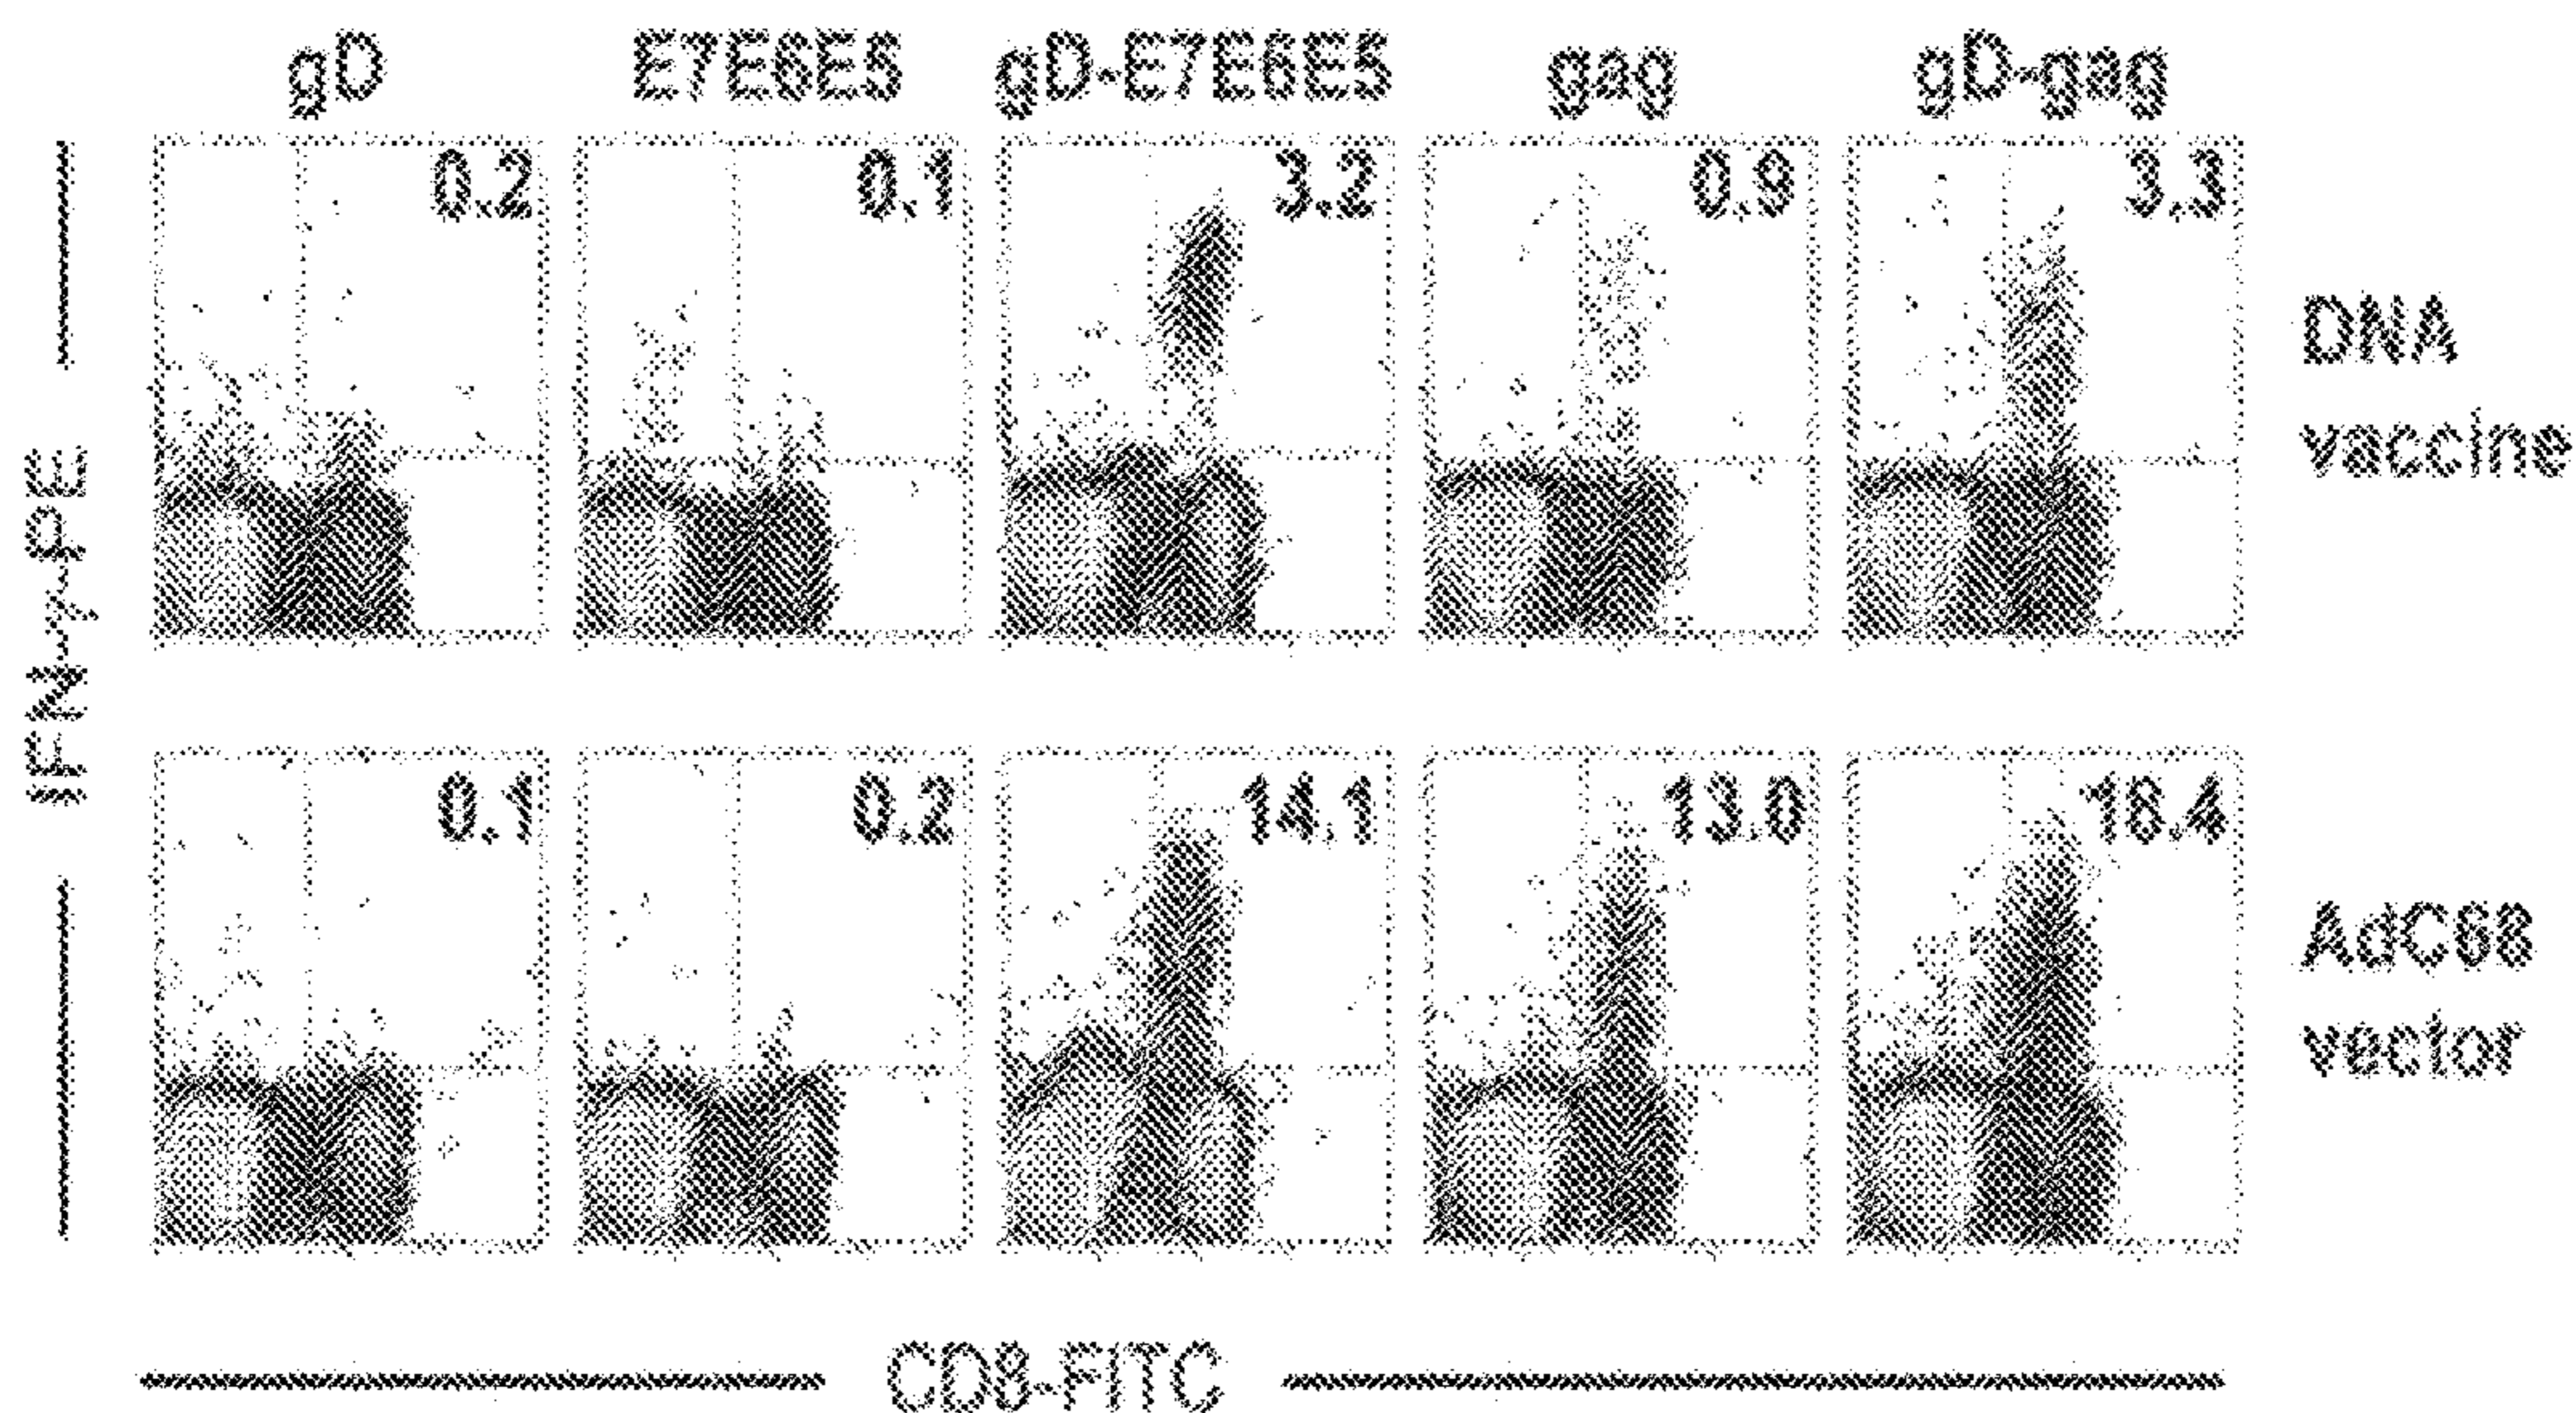 gD E7E6E5 gD-E7E6E5 gag gD-gag
0.2 0.1 3.2 0.9 3.3
DNA
vaccine
IFN-γ-PE
0.1 0.2 14.1 13.0 18.4
AdC68
vector
CD8-FITC